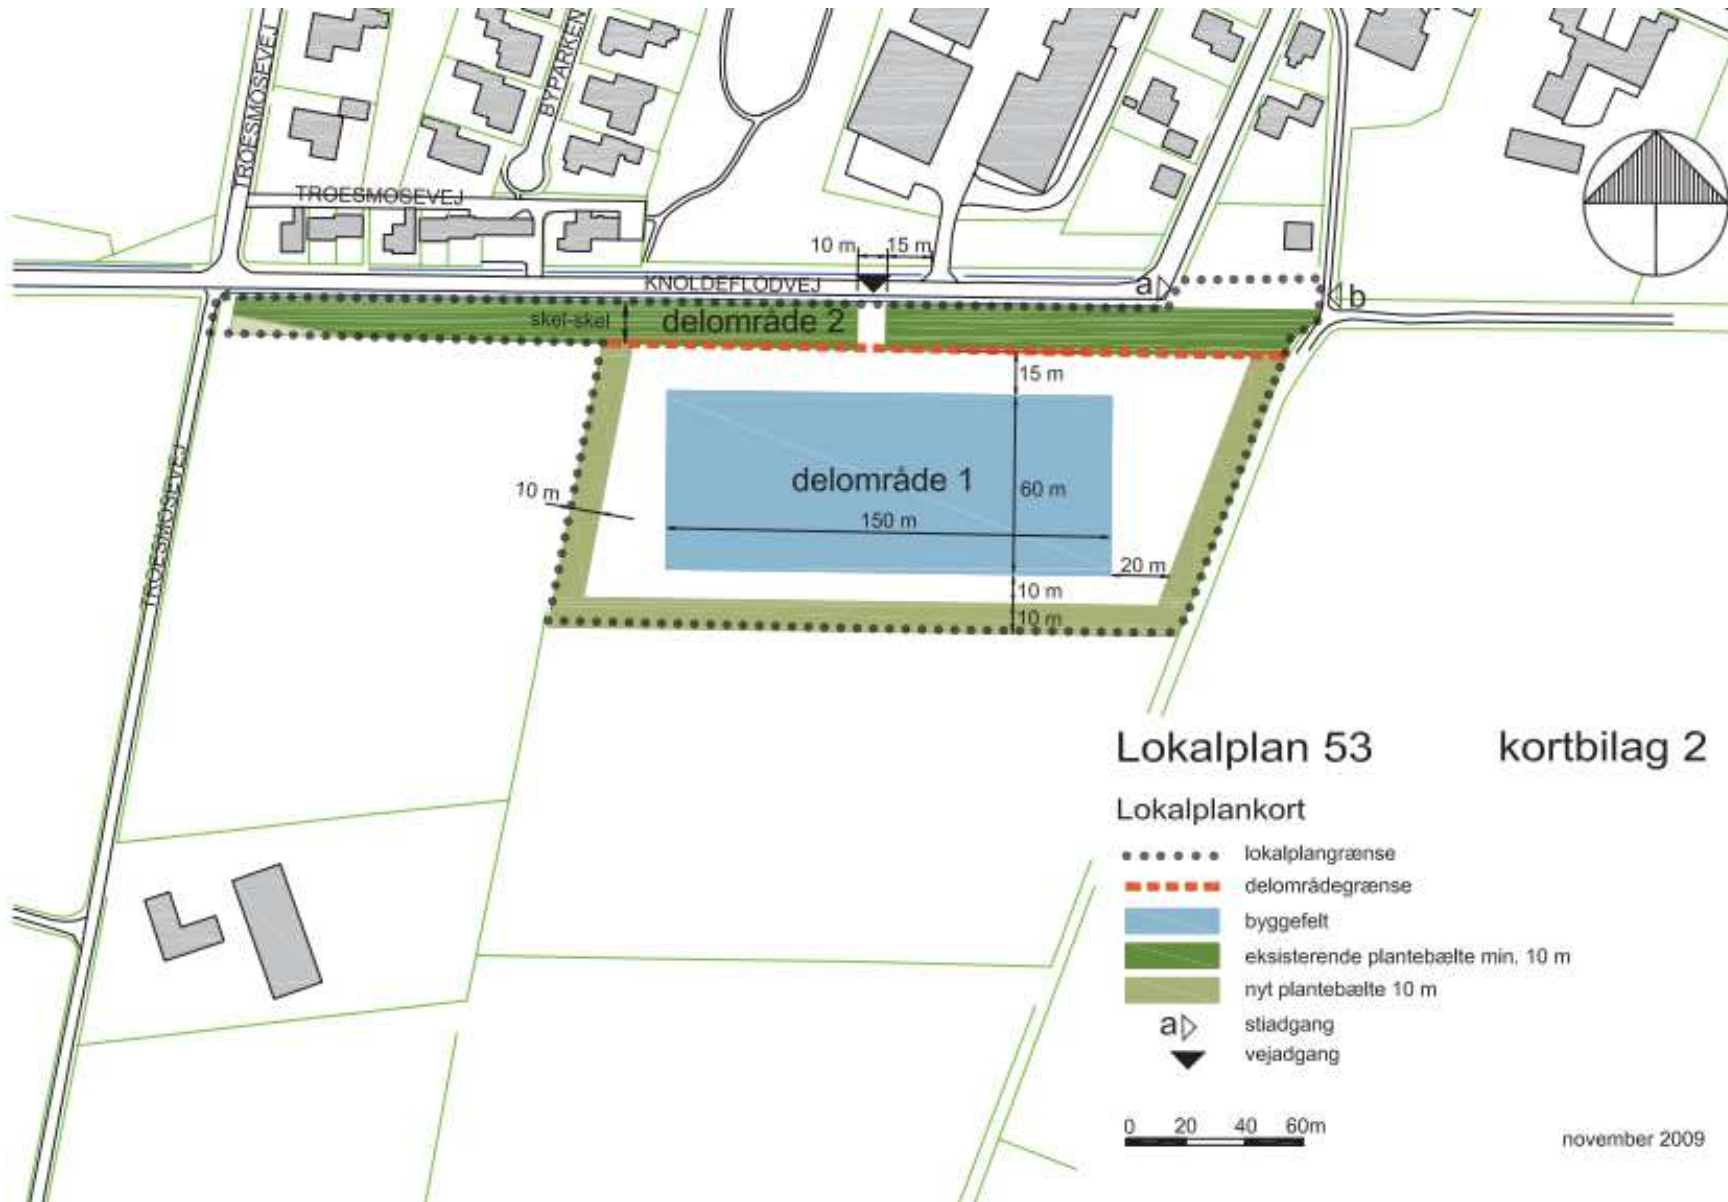 TROESMOSEVEJ
BYPARKEN
TROESMOSEVEJ
10 m 15 m
KNOLDEFLODVEJ
a
b
skel-skel
delområde 2
15 m
delområde 1
60 m
10 m
150 m
20 m
10 m
10 m
TROESMOSEVEJ
Lokalplan 53 kortbilag 2
Lokalplankort
lokalplangrænse
delområdegrænse
byggefelt
eksisterende plantebælte min. 10 m
nyt plantebælte 10 m
a stiadgang
vejadgang
0 20 40 60m
november 2009